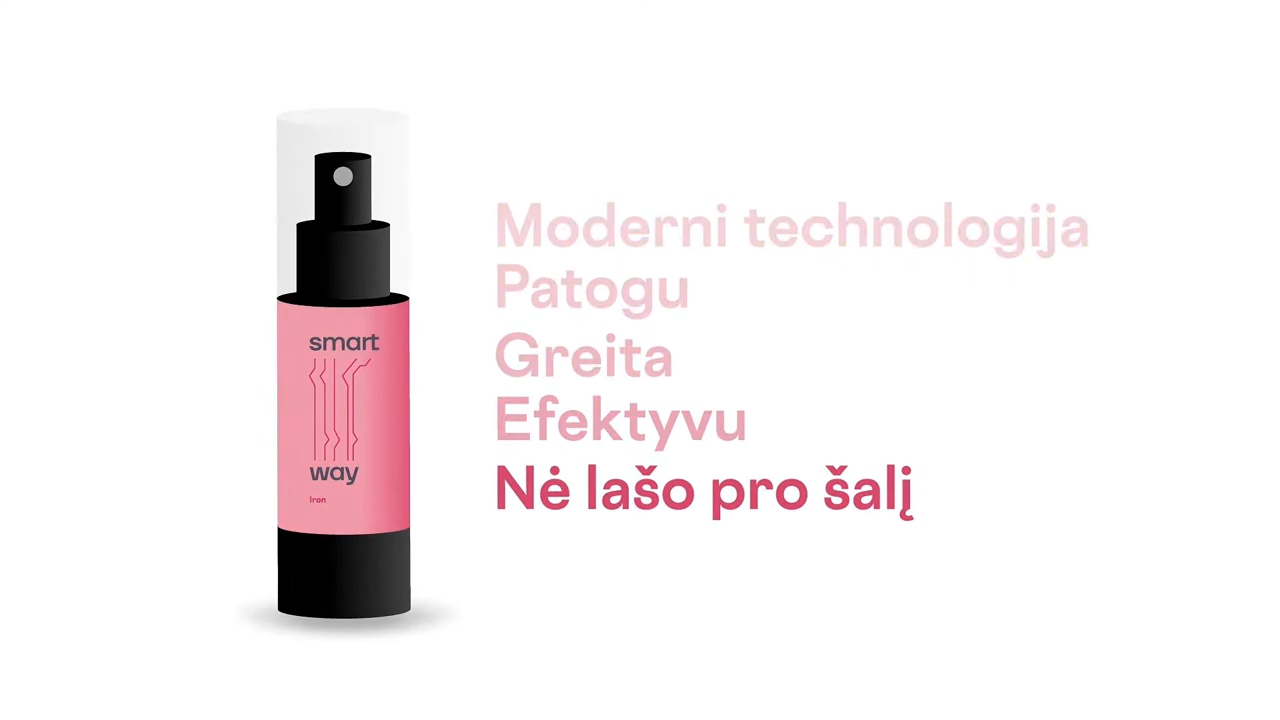 smart
way
Iron
Moderni technologija
Patogu
Greita
Efektyvu
Nė lašo pro šalį